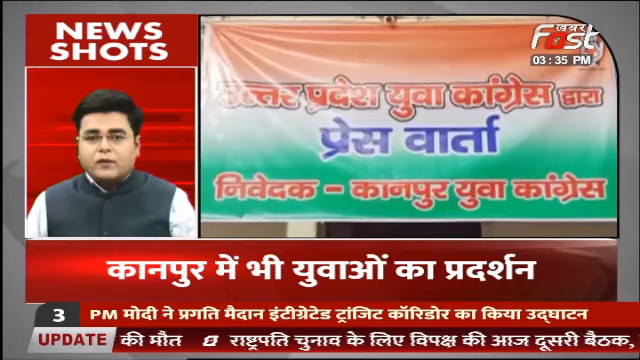 NEWS
SHOTS
खबर
Fast
03:35 PM
उत्तर प्रदेश युवा कांग्रेस द्वारा
प्रेस वार्ता
निवेदक - कानपुर युवा कांग्रेस
कानपुर में भी युवाओं का प्रदर्शन
3 PM मोदी ने प्रगति मैदान इंटीग्रेटेड ट्रांजिट कॉरिडोर का किया उद्घाटन
UPDATE की मौत राष्ट्रपति चुनाव के लिए विपक्ष की आज दूसरी बैठक,